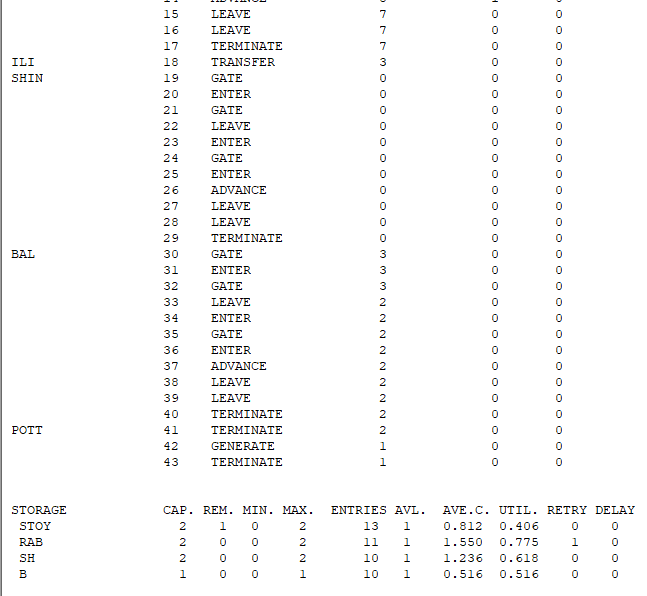 15 LEAVE 7 0 0
16 LEAVE 7 0 0
17 TERMINATE 7 0 0
ILI 18 TRANSFER 3 0 0
SHIN 19 GATE 0 0 0
20 ENTER 0 0 0
21 GATE 0 0 0
22 LEAVE 0 0 0
23 ENTER 0 0 0
24 GATE 0 0 0
25 ENTER 0 0 0
26 ADVANCE 0 0 0
27 LEAVE 0 0 0
28 LEAVE 0 0 0
29 TERMINATE 0 0 0
BAL 30 GATE 3 0 0
31 ENTER 3 0 0
32 GATE 3 0 0
33 LEAVE 2 0 0
34 ENTER 2 0 0
35 GATE 2 0 0
36 ENTER 2 0 0
37 ADVANCE 2 0 0
38 LEAVE 2 0 0
39 LEAVE 2 0 0
40 TERMINATE 2 0 0
POTT 41 TERMINATE 2 0 0
42 GENERATE 1 0 0
43 TERMINATE 1 0 0
STORAGE CAP. REM. MIN. MAX. ENTRIES AVL. AVE.C. UTIL. RETRY DELAY
STOY 2 1 0 2 13 1 0.812 0.406 0 0
RAB 2 0 0 2 11 1 1.550 0.775 1 0
SH 2 0 0 2 10 1 1.236 0.618 0 0
B 1 0 0 1 10 1 0.516 0.516 0 0